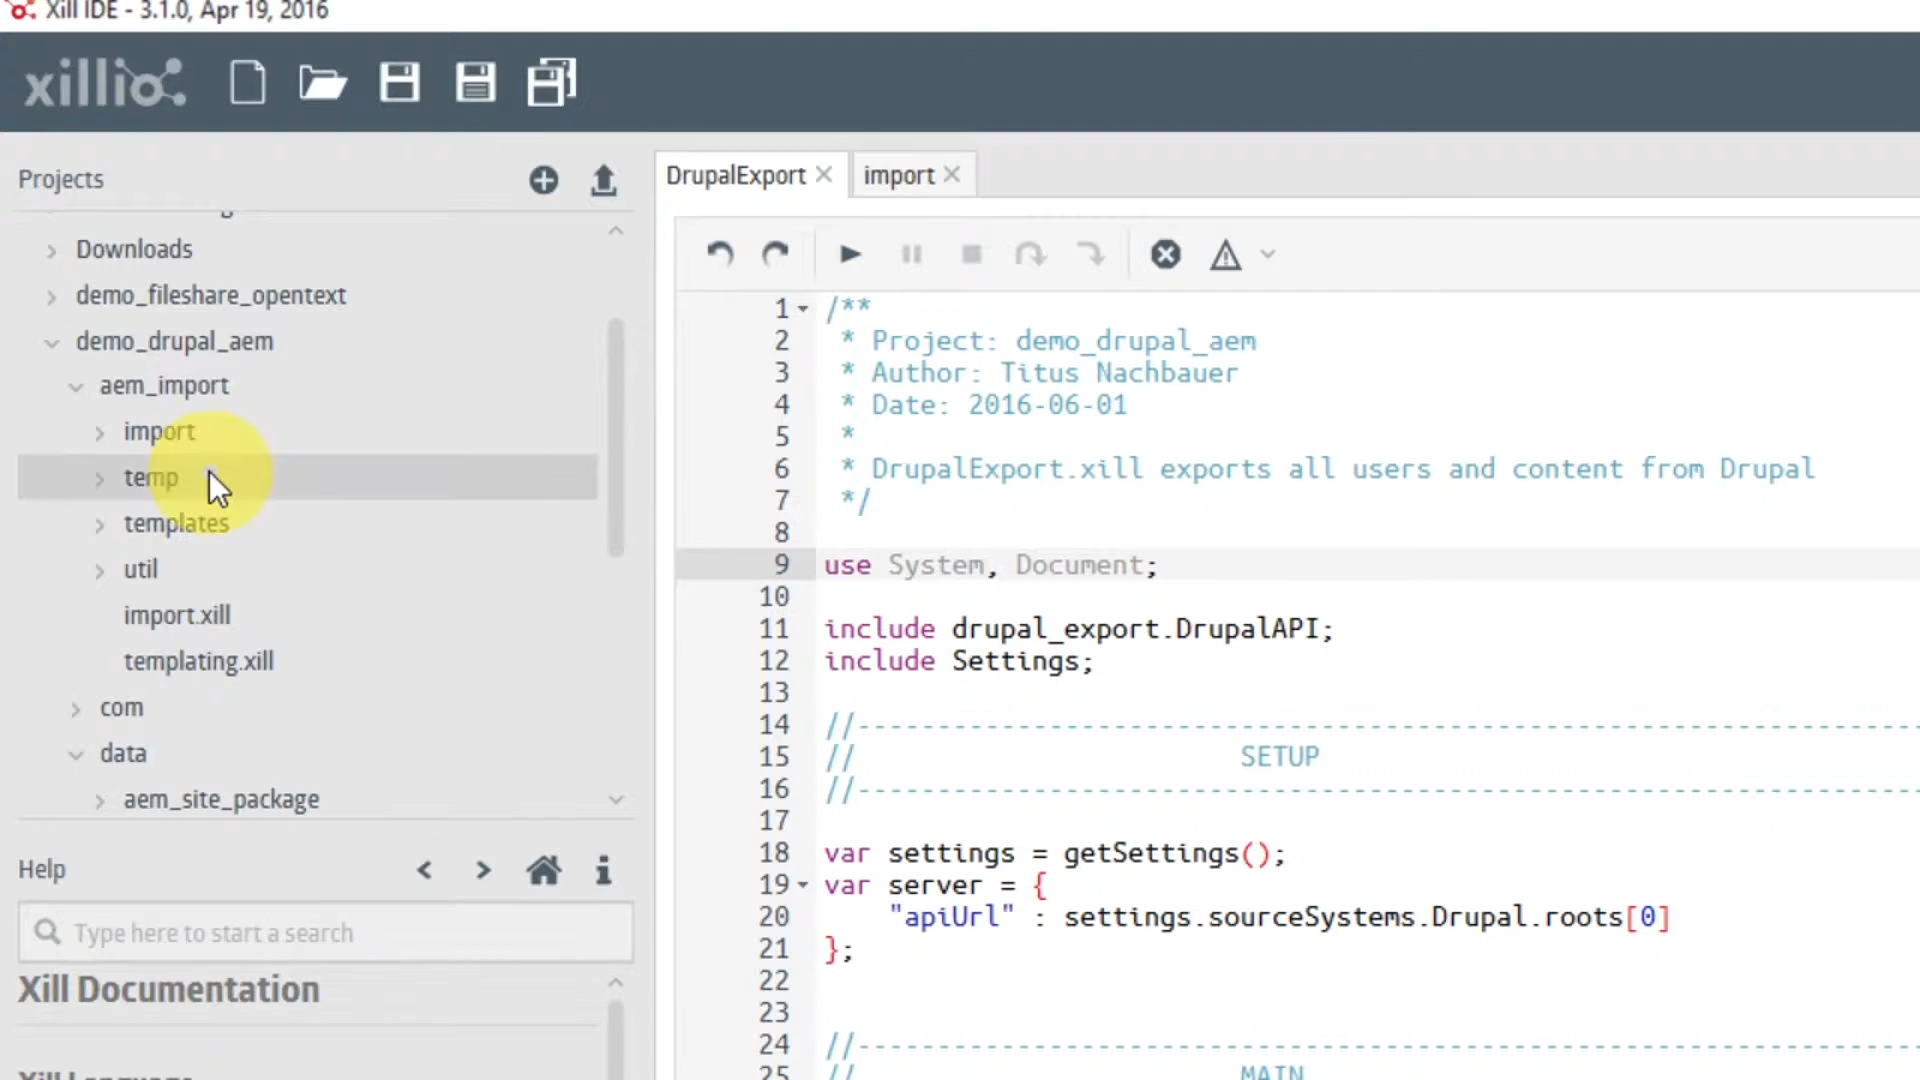 Xill IDE - 3.1.0, Apr 19, 2016
xillio
Projects
Downloads
demo_fileshare_opentext
demo_drupal_aem
aem_import
import
temp
templates
util
import.xill
templating.xill
com
data
aem_site_package
Help
Type here to start a search
Xill Documentation
Xill Language
DrupalExport
import
1 /**
2 * Project: demo_drupal_aem
3 * Author: Titus Nachbauer
4 * Date: 2016-06-01
5 *
6 * DrupalExport.xill exports all users and content from Drupal
7 */
8
9 use System, Document;
10
11 include drupal_export.DrupalAPI;
12 include Settings;
13
14 //--------------------------------------------------------------------
15 // SETUP
16 //--------------------------------------------------------------------
17
18 var settings = getSettings();
19 var server = {
20 "apiUrl" : settings.sourceSystems.Drupal.roots[0]
21 };
22
23
24 //--------------------------------------------------------------------
25 // MAIN